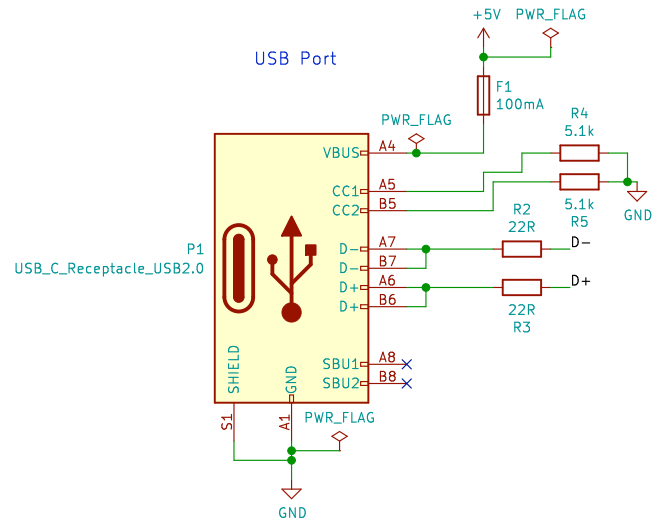 +5V
PWR_FLAG
USB Port
F1
100mA
PWR_FLAG
R4
5.1k
VBUS
A4
CC1
A5
CC2
B5
5.1k
R5
GND
R2
22R
P1
USB_C_Receptacle_USB2.0
D-
A7
D-
D-
B7
D+
A6
D+
D+
B6
22R
R3
SBU1
A8
SBU2
B8
SHIELD
GND
S1
A1
PWR_FLAG
GND